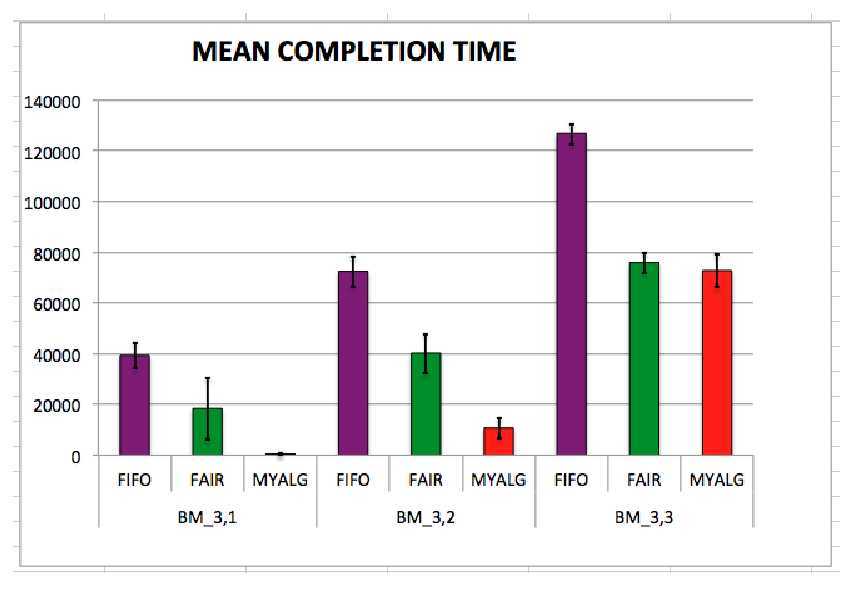 MEAN COMPLETION TIME
140000
120000
100000
80000
60000
40000
20000
0
FIFO FAIR MYALG FIFO FAIR MYALG FIFO FAIR MYALG
BM_3,1 BM_3,2 BM_3,3